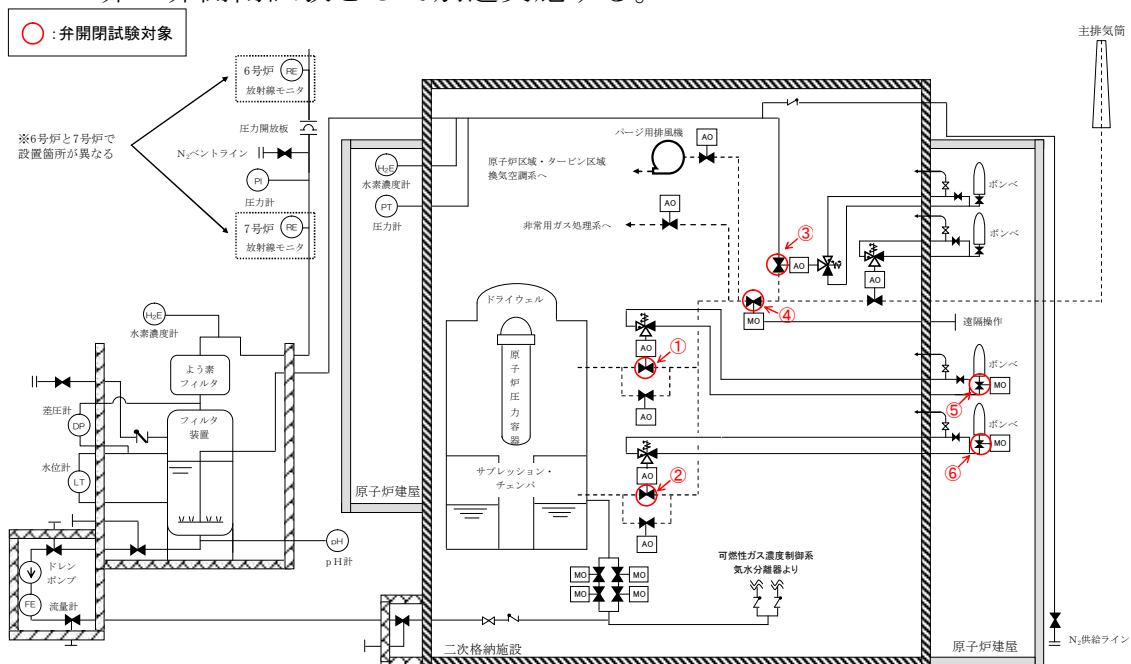 ○:弁開閉試験対象
6号炉 RE
放射線モニタ
圧力開放板
※6号炉と7号炉で
設置箇所が異なる
N₂ベントライン
PI
圧力計
7号炉 RE
放射線モニタ
H₂E
水素濃度計
よう素
フィルタ
差圧計
DP
フィルタ
装置
水位計
LT
pH
pH計
ドレン
ポンプ
FE
流量計
H₂E
水素濃度計
PT
圧力計
原子炉建屋
主排気筒
パージ用排風機
AO
原子炉区域・タービン区域
換気空調系へ
AO
非常用ガス処理系へ
③
AO
AO
④
MO
遠隔操作
ボンベ
ボンベ
ドライウェル
原子炉圧力容器
サプレッション・
チェンバ
①
AO
AO
②
AO
AO
ボンベ
MO
⑤
ボンベ
MO
⑥
可燃性ガス濃度制御系
気水分離器より
MO
MO
MO
MO
二次格納施設
原子炉建屋
N₂供給ライン